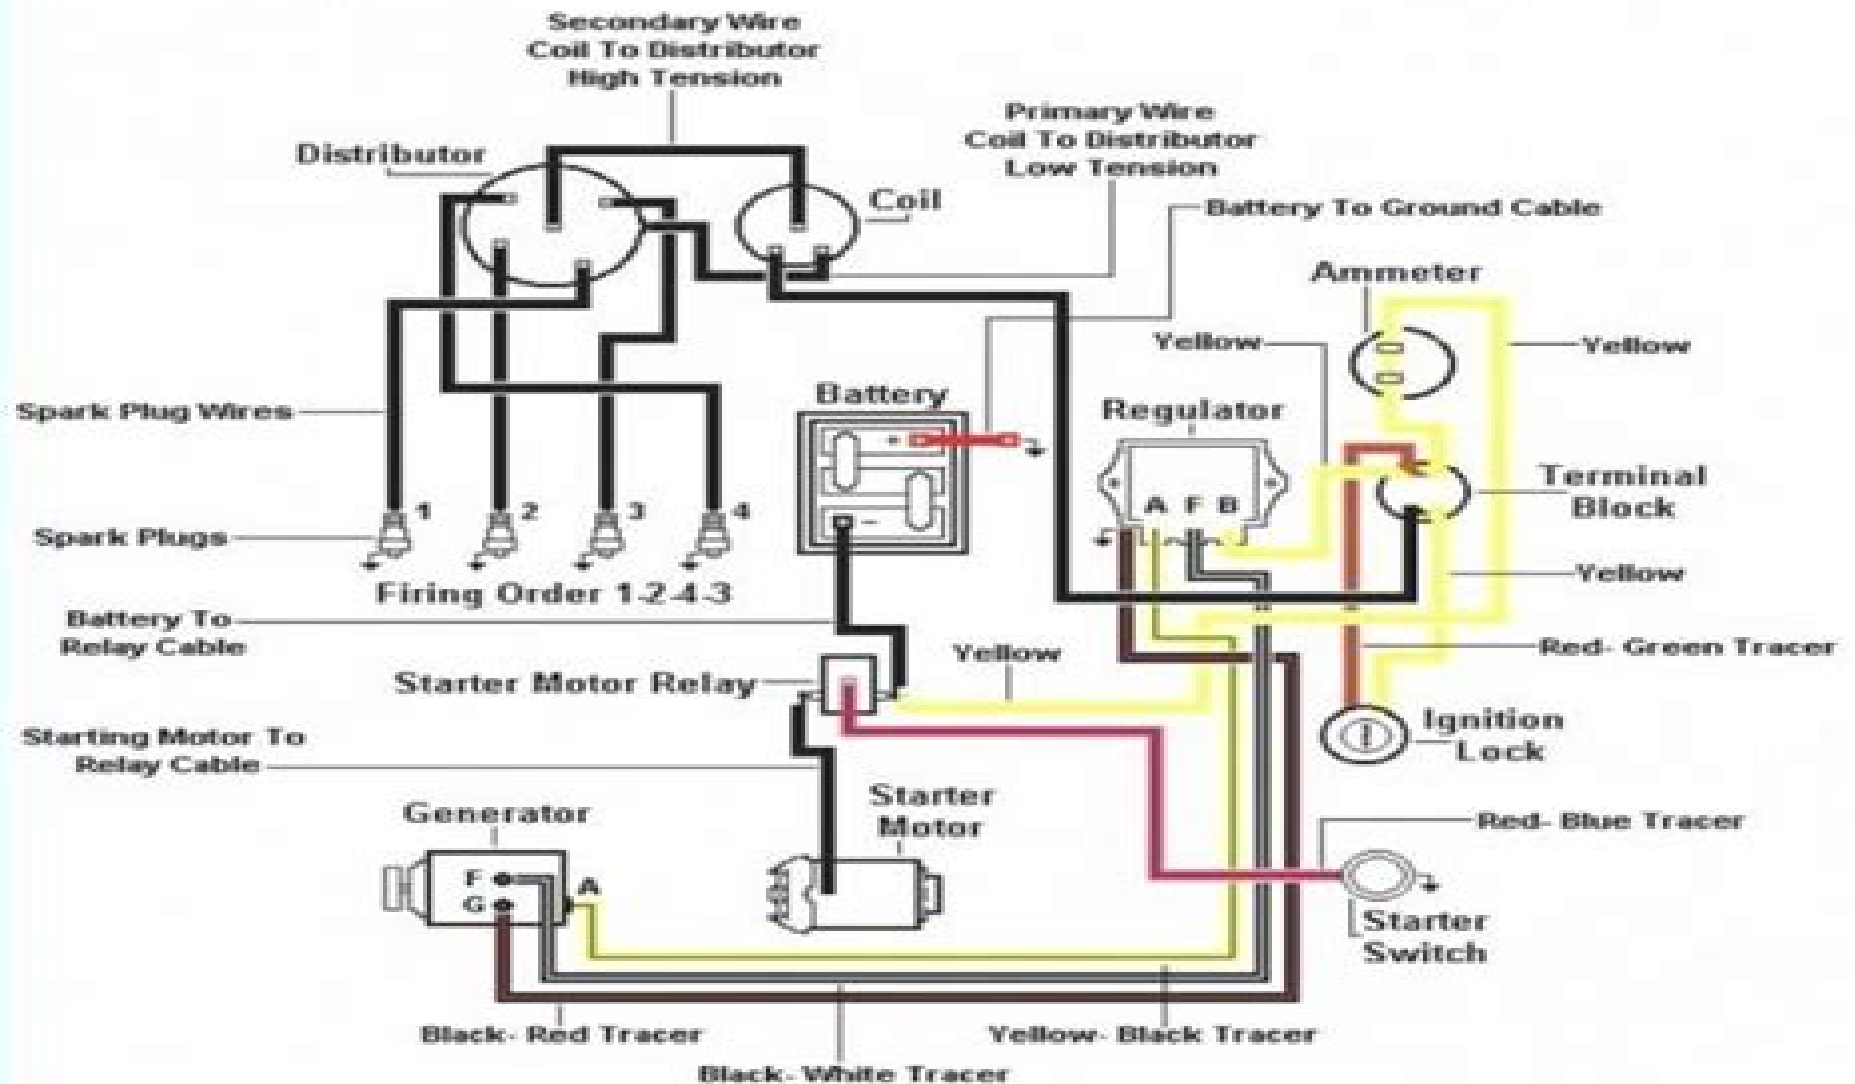 Secondary Wire
Coil To Distributor
High Tension
Primary Wire
Coil To Distributor
Low Tension
Distributor
Coil
Battery To Ground Cable
Ammeter
Yellow
Yellow
Battery
Regulator
Spark Plug Wires
+
Terminal
Block
A F B
1 2 3 4
-
Spark Plugs
Firing Order 1-2-4-3
Yellow
Battery To
Relay Cable
Yellow
Red- Green Tracer
Starter Motor Relay
Ignition
Lock
Starting Motor To
Relay Cable
Generator
Starter
Motor
Red- Blue Tracer
F
A
G
Starter
Switch
Black- Red Tracer
Yellow- Black Tracer
Black- White Tracer